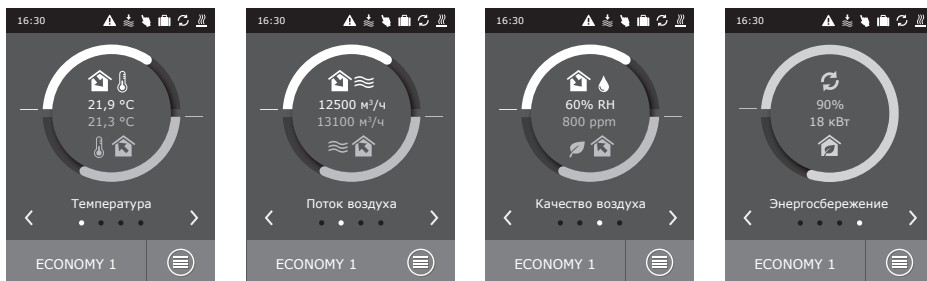 16:30
21,9 °C
21,3 °C
Температура
ECONOMY 1
16:30
12500 м³/ч
13100 м³/ч
Поток воздуха
ECONOMY 1
16:30
60% RH
800 ppm
Качество воздуха
ECONOMY 1
16:30
90%
18 кВт
Энергосбережение
ECONOMY 1